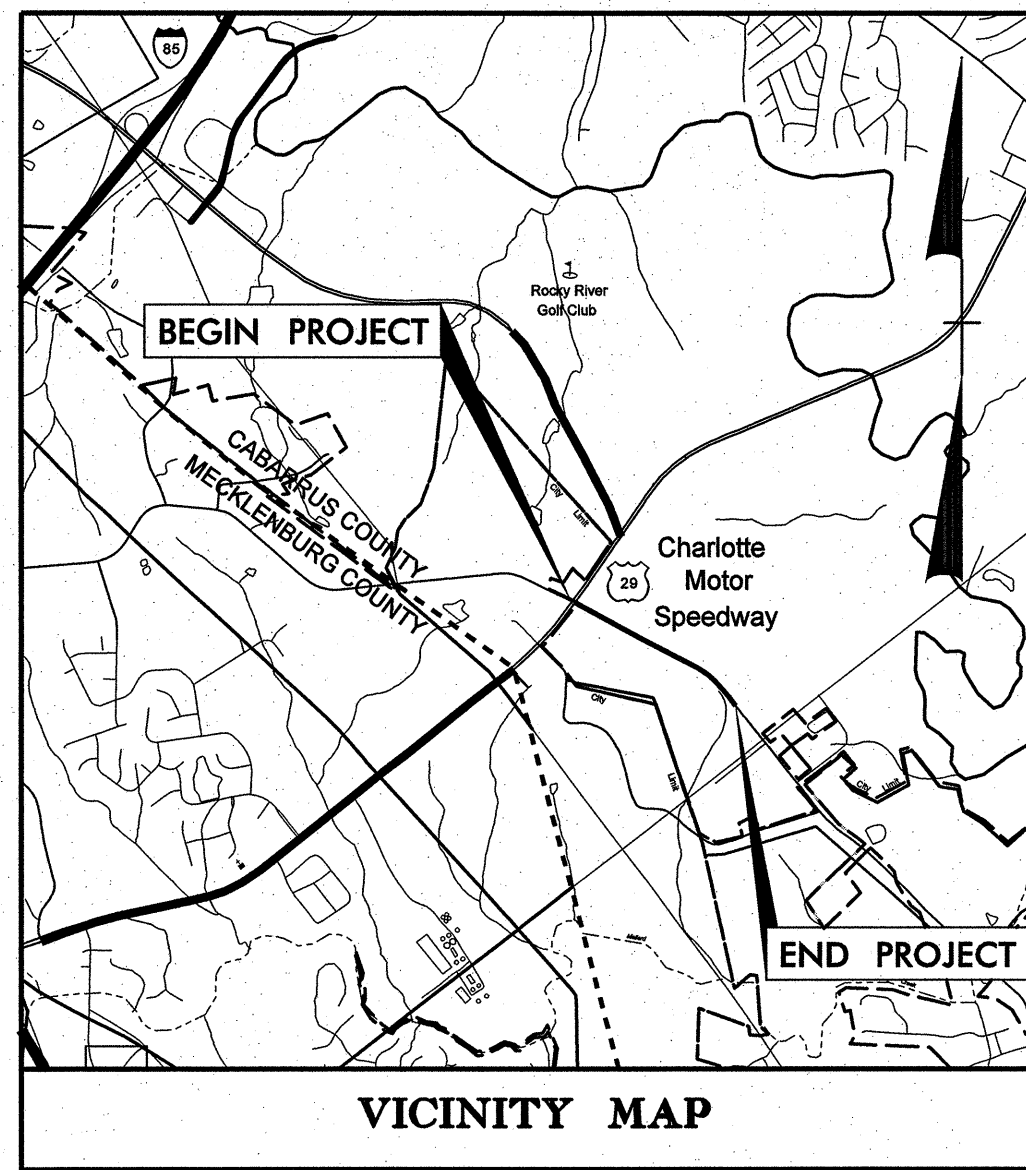 85
Rocky River
Golf Club
BEGIN PROJECT
7
CABARRUS COUNTY
MECKLENBURG COUNTY
City
Limit
Charlotte
Motor
Speedway
29
City
Limit
City
Limit
END PROJECT
VICINITY MAP